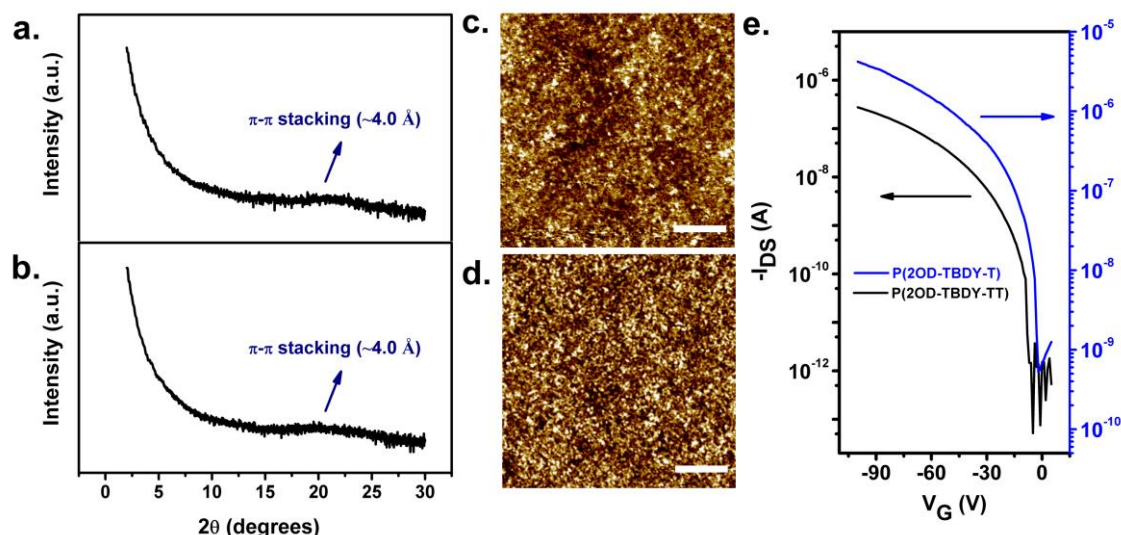 a.
Intensity (a.u.)
π-π stacking (~4.0 Å)
b.
Intensity (a.u.)
π-π stacking (~4.0 Å)
0 5 10 15 20 25 30
2θ (degrees)
c.
d.
e.
-I_DS (A)
10^-6
10^-8
10^-10
10^-12
P(2OD-TBDY-T)
P(2OD-TBDY-TT)
10^-5
10^-6
10^-7
10^-8
10^-9
10^-10
-90 -60 -30 0
V_G (V)